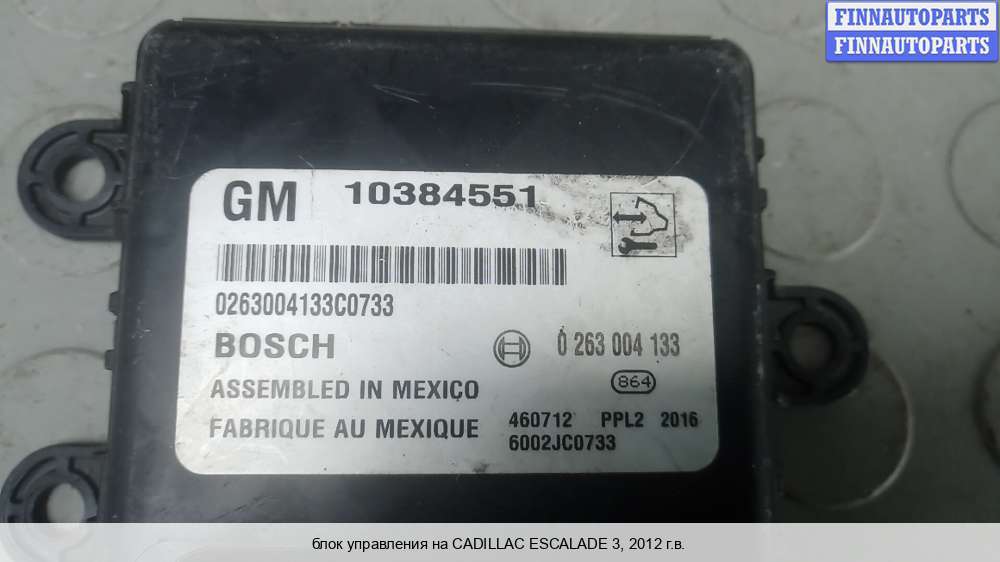 FINNAUTOPARTS
FINNAUTOPARTS
GM 10384551
0263004133C0733
BOSCH 0 263 004 133
864
ASSEMBLED IN MEXICO
FABRIQUE AU MEXIQUE
460712 PPL2 2016
6002JC0733
блок управления на CADILLAC ESCALADE 3, 2012 г.в.